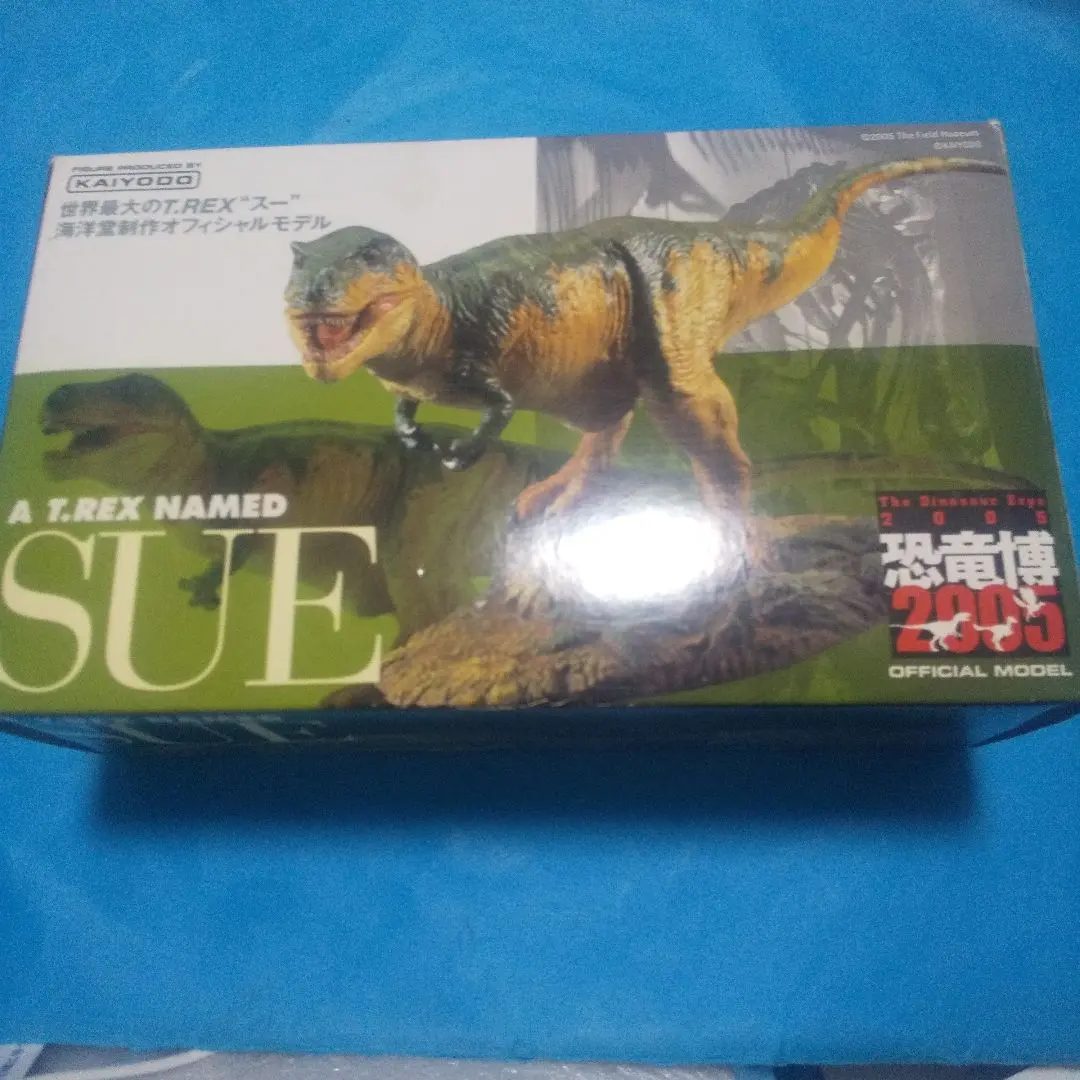 FIGURE PRODUCED BY
KAIYODO
世界最大のT.REX"スー"
海洋堂制作オフィシャルモデル
©2005 The Field Museum
©KAIYODO
A T.REX NAMED
SUE
The Dinosaur Expo
2005
恐竜博
2005
OFFICIAL MODEL